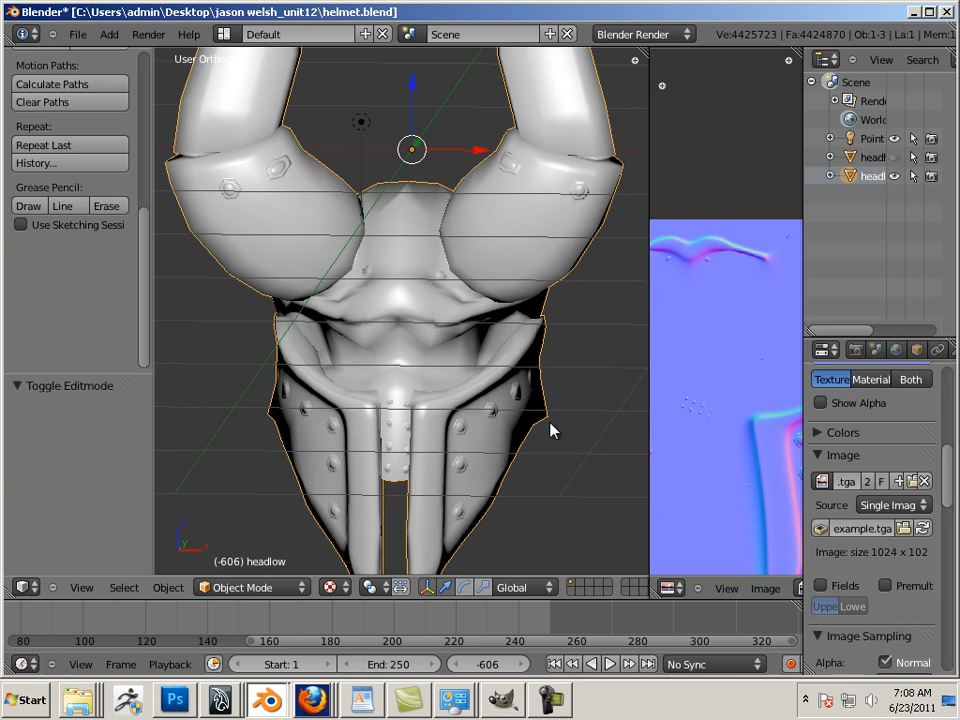 Blender* [C:\Users\admin\Desktop\jason welsh_unit12\helmet.blend]
File Add Render Help Default Scene Blender Render Ve:4425723 | Fa:4424870 | Ob:1-3 | La:1 | Mem:1
Motion Paths:
Calculate Paths
Clear Paths
Repeat:
Repeat Last
History...
Grease Pencil:
Draw Line Erase
Use Sketching Sessi
Toggle Editmode
User Ortho
(-606) headlow
View Select Object Object Mode Global
View Image
View Search
Scene
Rende
World
Point
headl
headl
Texture Material Both
Show Alpha
Colors
Image
.tga 2 F
Source Single Imag
example.tga
Image: size 1024 x 102
Fields Premult
Uppe Lowe
Image Sampling
Alpha: Normal
80 100 120 140 160 180 200 220 240 260 280 300 320
View Frame Playback Start: 1 End: 250 -606 No Sync
Start Ps 7:08 AM
6/23/2011